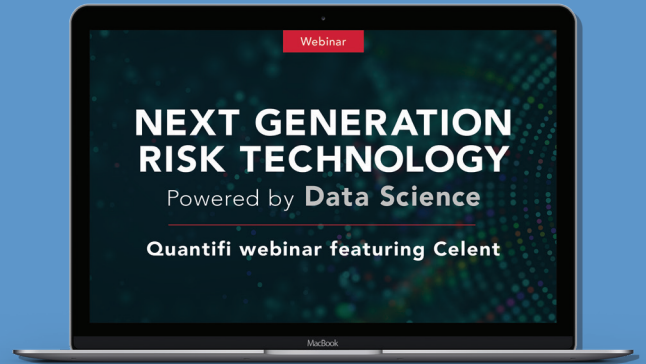 Webinar
NEXT GENERATION
RISK TECHNOLOGY
Powered by Data Science
Quantifi webinar featuring Celent
MacBook